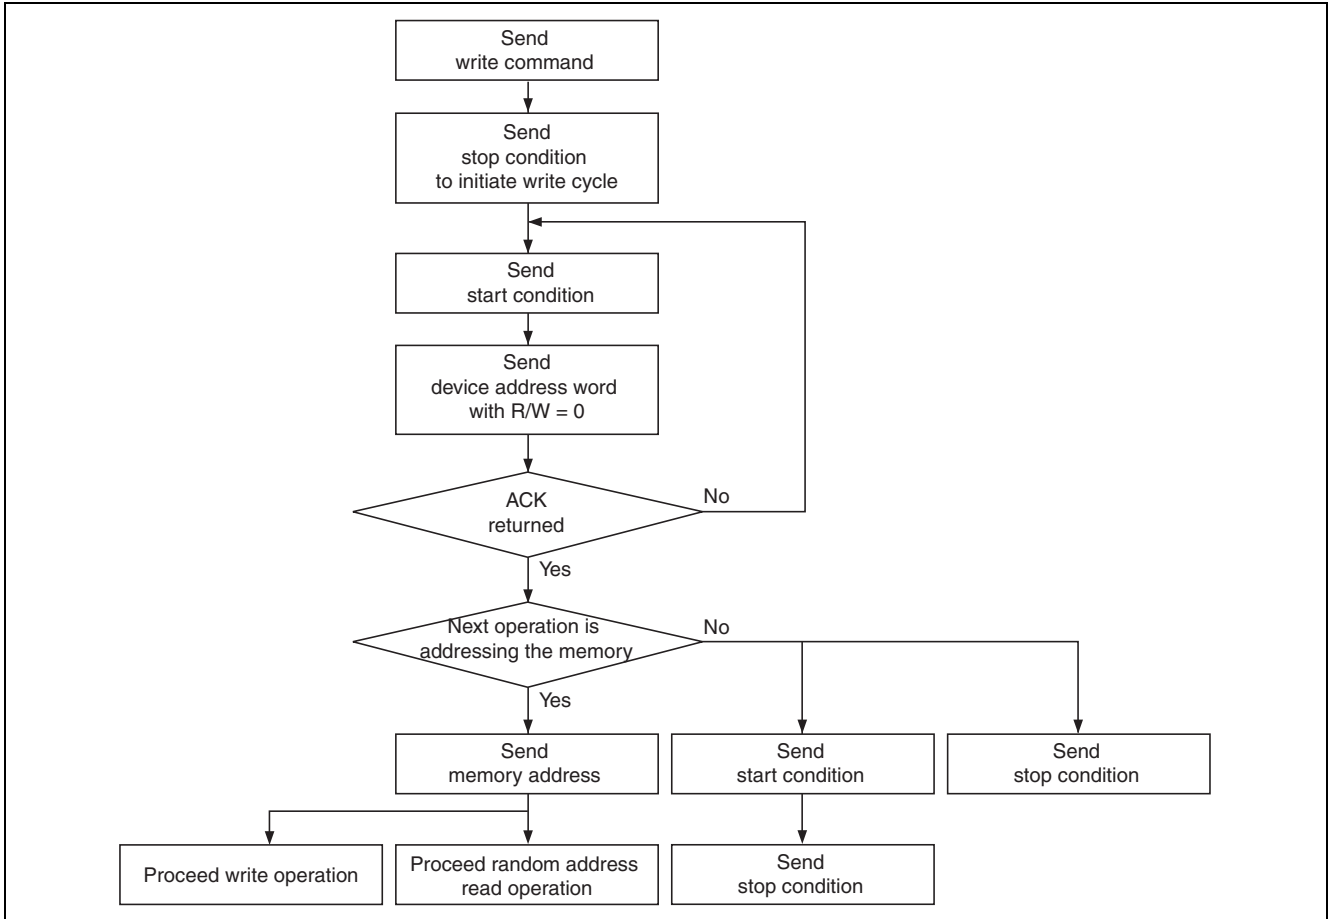 Send
write command
Send
stop condition
to initiate write cycle
Send
start condition
Send
device address word
with R/W = 0
ACK
returned
No
Yes
Next operation is
addressing the memory
No
Yes
Send
memory address
Send
start condition
Send
stop condition
Proceed write operation
Proceed random address
read operation
Send
stop condition